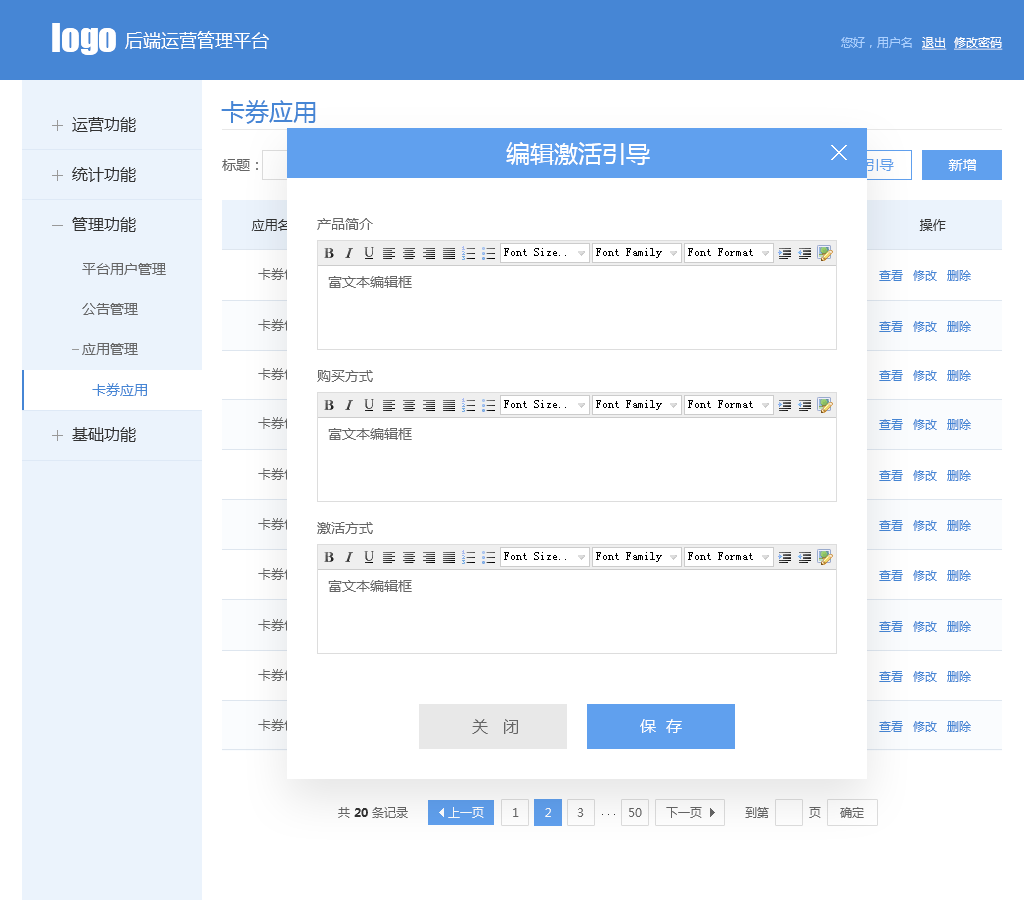 logo 后端运营管理平台
您好，用户名 退出 修改密码
运营功能
统计功能
管理功能
平台用户管理
公告管理
应用管理
卡券应用
基础功能
卡券应用
标题：
引导
新增
应用名
操作
卡券
查看 修改 删除
卡券
查看 修改 删除
卡券
查看 修改 删除
卡券
查看 修改 删除
卡券
查看 修改 删除
卡券
查看 修改 删除
卡券
查看 修改 删除
卡券
查看 修改 删除
卡券
查看 修改 删除
卡券
查看 修改 删除
编辑激活引导
产品简介
B I U Font Size.. Font Family Font Format
富文本编辑框
购买方式
B I U Font Size.. Font Family Font Format
富文本编辑框
激活方式
B I U Font Size.. Font Family Font Format
富文本编辑框
关 闭
保 存
共 20 条记录 上一页 1 2 3 ... 50 下一页 到第 页 确定